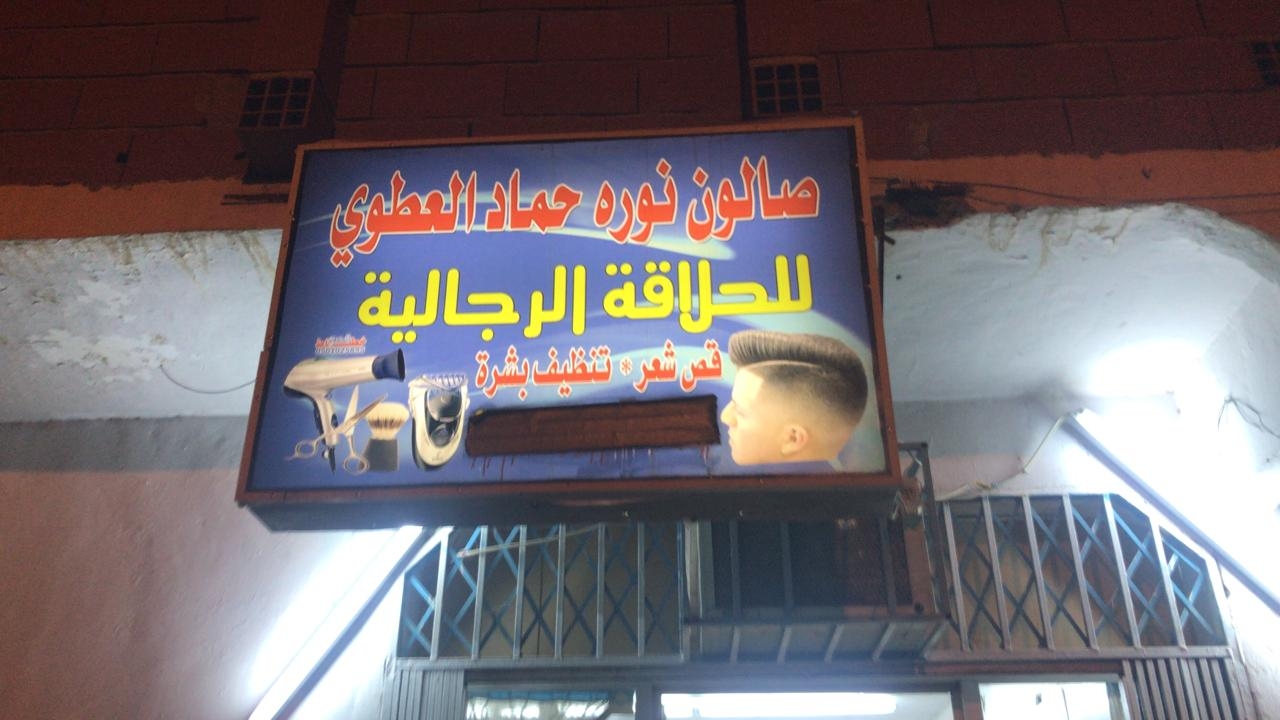 صالون نوره حماد العطوي
للحلاقة الرجالية
قص شعر * تنظيف بشرة